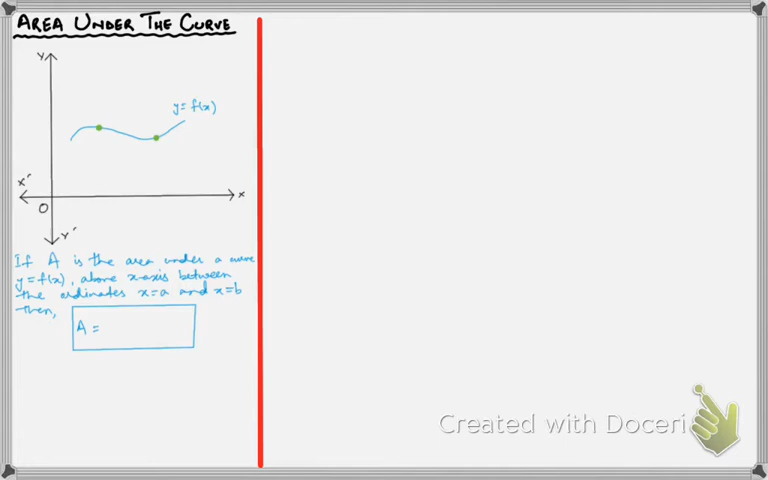 AREA UNDER THE CURVE
Y
y = f(x)
X'
X
O
Y'
If A is the area under a curve
y = f(x), above x-axis between
the ordinates x=a and x=b
then,
A =
Created with Doceri